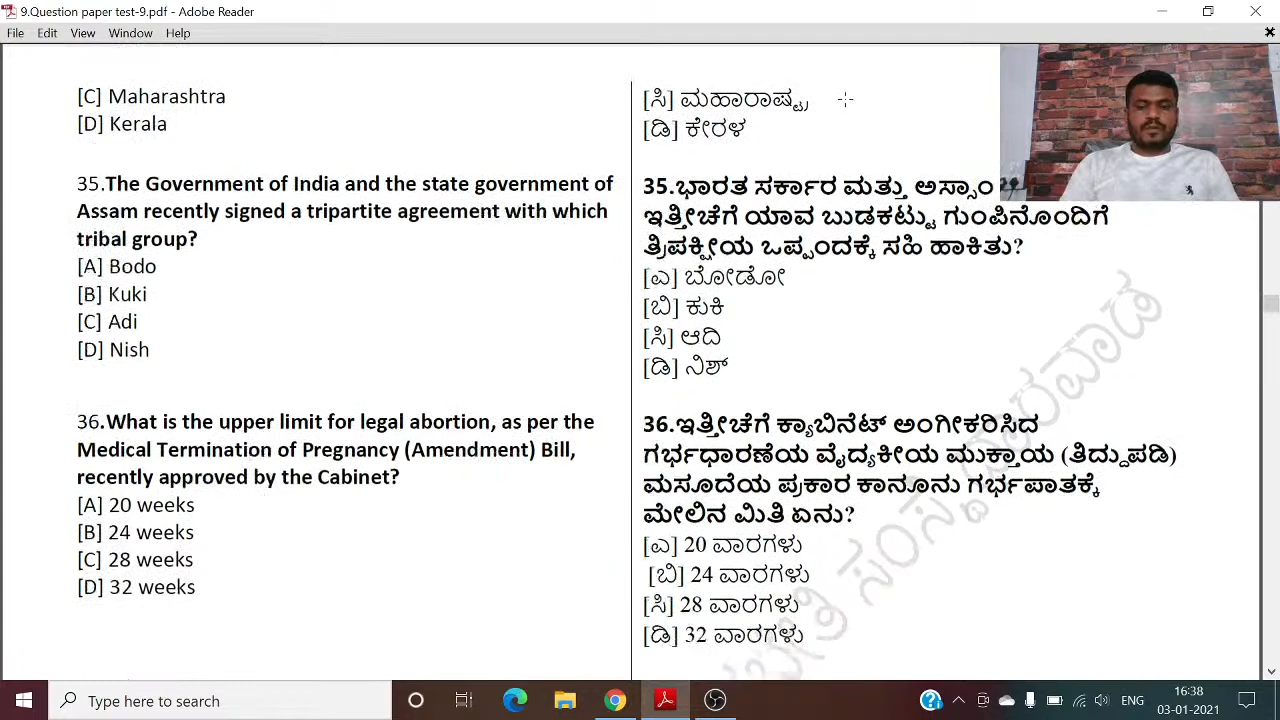 9.Question paper test-9.pdf - Adobe Reader
File Edit View Window Help
[C] Maharashtra
[D] Kerala
35.The Government of India and the state government of
Assam recently signed a tripartite agreement with which
tribal group?
[A] Bodo
[B] Kuki
[C] Adi
[D] Nish
36.What is the upper limit for legal abortion, as per the
Medical Termination of Pregnancy (Amendment) Bill,
recently approved by the Cabinet?
[A] 20 weeks
[B] 24 weeks
[C] 28 weeks
[D] 32 weeks
[ಸಿ] ಮಹಾರಾಷ್ಟ್ರ
[ಡಿ] ಕೇರಳ
35.ಭಾರತ ಸರ್ಕಾರ ಮತ್ತು ಅಸ್ಸಾಂ
ಇತ್ತೀಚೆಗೆ ಯಾವ ಬುಡಕಟ್ಟು ಗುಂಪಿನೊಂದಿಗೆ
ತ್ರಿಪಕ್ಷೀಯ ಒಪ್ಪಂದಕ್ಕೆ ಸಹಿ ಹಾಕಿತು?
[ಎ] ಬೋಡೋ
[ಬಿ] ಕುಕಿ
[ಸಿ] ಆದಿ
[ಡಿ] ನಿಶ್
36.ಇತ್ತೀಚೆಗೆ ಕ್ಯಾಬಿನೆಟ್ ಅಂಗೀಕರಿಸಿದ
ಗರ್ಭಧಾರಣೆಯ ವೈದ್ಯಕೀಯ ಮುಕ್ತಾಯ (ತಿದ್ದುಪಡಿ)
ಮಸೂದೆಯ ಪ್ರಕಾರ ಕಾನೂನು ಗರ್ಭಪಾತಕ್ಕೆ
ಮೇಲಿನ ಮಿತಿ ಏನು?
[ಎ] 20 ವಾರಗಳು
[ಬಿ] 24 ವಾರಗಳು
[ಸಿ] 28 ವಾರಗಳು
[ಡಿ] 32 ವಾರಗಳು
ಸಂಸ್ಥೆ ಧಾರವಾಡ
Type here to search
ENG
16:38
03-01-2021